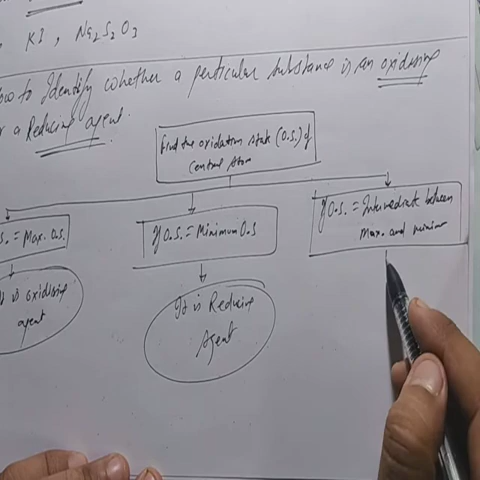 , KI, Na2S2O3
how to Identify whether a particular substance is an oxidising
or a Reducing agent.
Find the oxidation state (O.S.) of
central Atom
O.S. = Max. O.S.
If O.S. = Minimum O.S
If O.S. = Intermediate between
Max. and minimum
It is oxidising
agent
It is Reducing
Agent